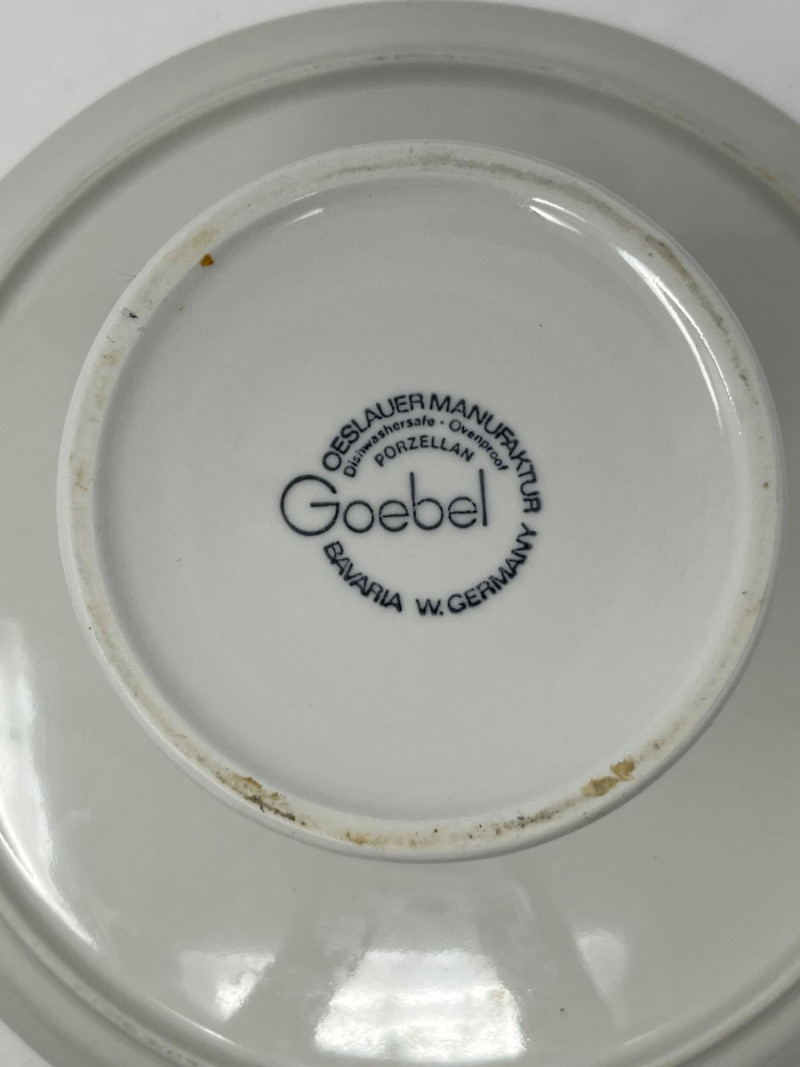 OESLAUER MANUFAKTUR
Dishwashersafe · Ovenproof
PORZELLAN
Goebel
BAVARIA W. GERMANY